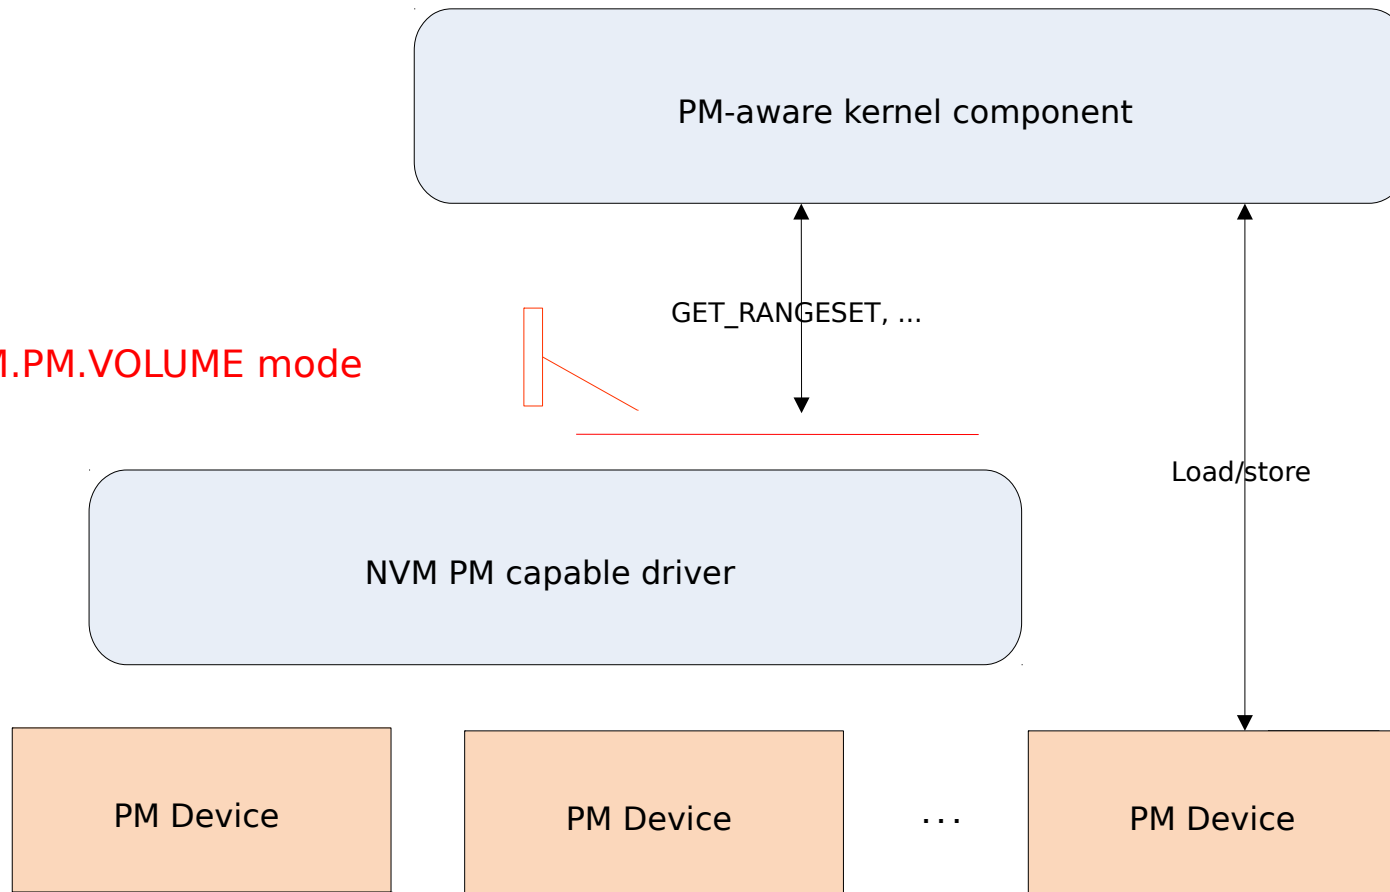 PM-aware kernel component
GET_RANGESET, ...
M.PM.VOLUME mode
Load/store
NVM PM capable driver
PM Device
PM Device
...
PM Device